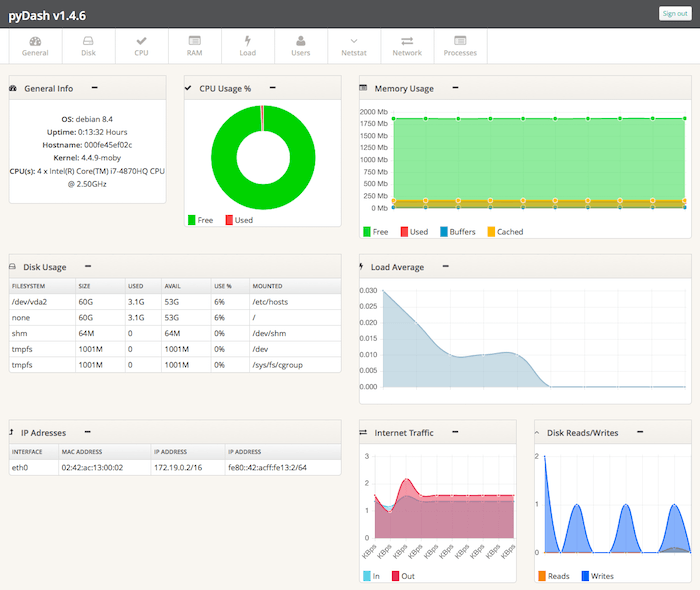 pyDash v1.4.6
Sign out
General Disk CPU RAM Load Users Netstat Network Processes
General Info
OS: debian 8.4
Uptime: 0:13:32 Hours
Hostname: 000fe45ef02c
Kernel: 4.4.9-moby
CPU(s): 4 x Intel(R) Core(TM) i7-4870HQ CPU
@ 2.50GHz
CPU Usage %
Free Used
Memory Usage
2000 Mb
1750 Mb
1500 Mb
1250 Mb
1000 Mb
750 Mb
500 Mb
250 Mb
0 Mb
Free Used Buffers Cached
Disk Usage
FILESYSTEM SIZE USED AVAIL USE % MOUNTED
/dev/vda2 60G 3.1G 53G 6% /etc/hosts
none 60G 3.1G 53G 6% /
shm 64M 0 64M 0% /dev/shm
tmpfs 1001M 0 1001M 0% /dev
tmpfs 1001M 0 1001M 0% /sys/fs/cgroup
Load Average
0.030
0.025
0.020
0.015
0.010
0.005
0.000
IP Adresses
INTERFACE MAC ADDRESS IP ADDRESS IP ADDRESS
eth0 02:42:ac:13:00:02 172.19.0.2/16 fe80::42:acff:fe13:2/64
Internet Traffic
3
2
1
0
KBps KBps KBps KBps KBps KBps KBps KBps KBps KBps
In Out
Disk Reads/Writes
2
1
0
Reads Writes